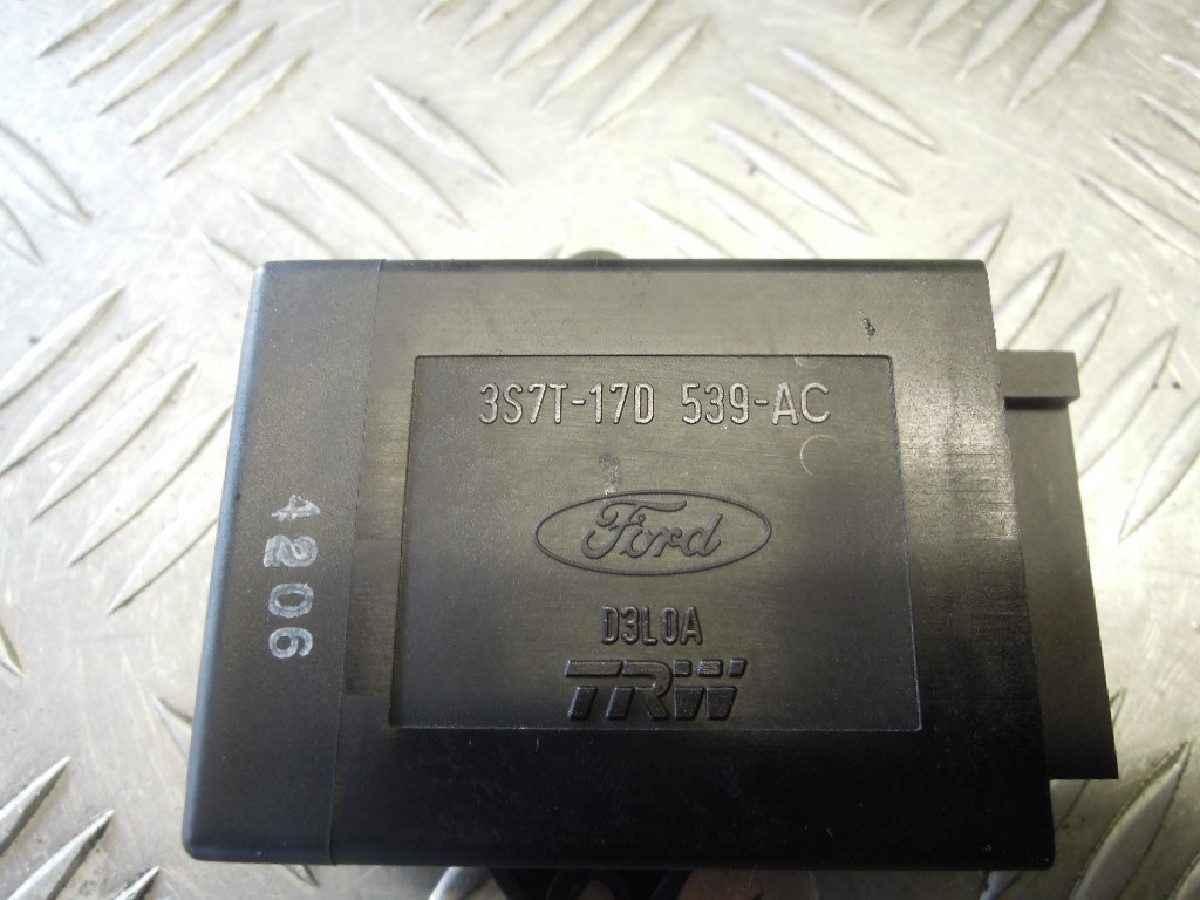 3S7T-17D 539-AC
Ford
D3L0A
TRW
4206